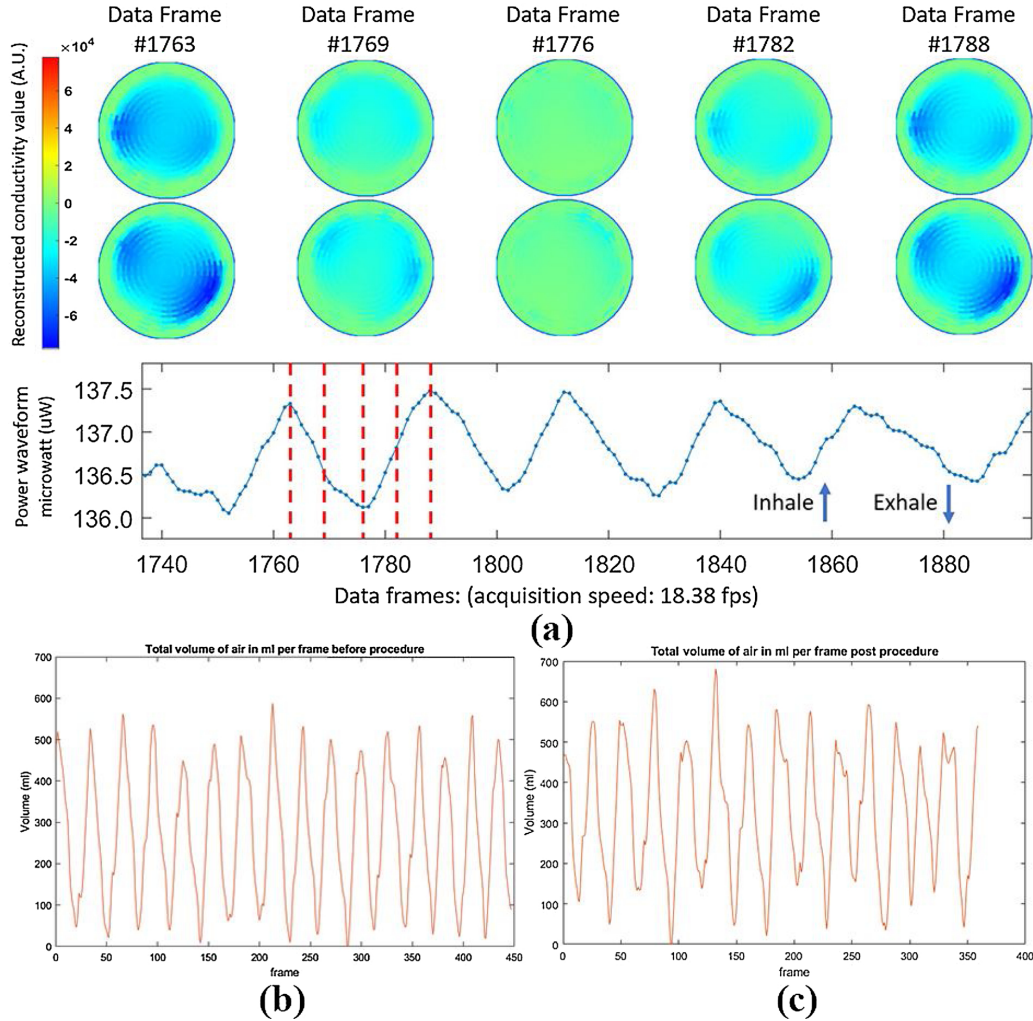 Data Frame Data Frame Data Frame Data Frame Data Frame
#1763 #1769 #1776 #1782 #1788
×10⁴
6
4
2
0
-2
-4
-6
Reconstructed conductivity value (A.U.)
Power waveform
microwatt (uW)
137.5
137.0
136.5
136.0
Inhale Exhale
1740 1760 1780 1800 1820 1840 1860 1880
Data frames: (acquisition speed: 18.38 fps)
(a)
Total volume of air in ml per frame before procedure
700
600
500
400
300
200
100
0
Volume (ml)
0 50 100 150 200 250 300 350 400 450
frame
(b)
Total volume of air in ml per frame post procedure
700
600
500
400
300
200
100
0
Volume (ml)
0 50 100 150 200 250 300 350 400
frame
(c)